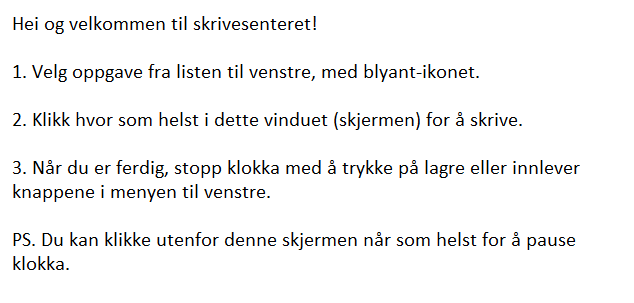 Hei og velkommen til skrivesenteret!
1. Velg oppgave fra listen til venstre, med blyant-ikonet.
2. Klikk hvor som helst i dette vinduet (skjermen) for å skrive.
3. Når du er ferdig, stopp klokka med å trykke på lagre eller innlever
knappene i menyen til venstre.
PS. Du kan klikke utenfor denne skjermen når som helst for å pause
klokka.